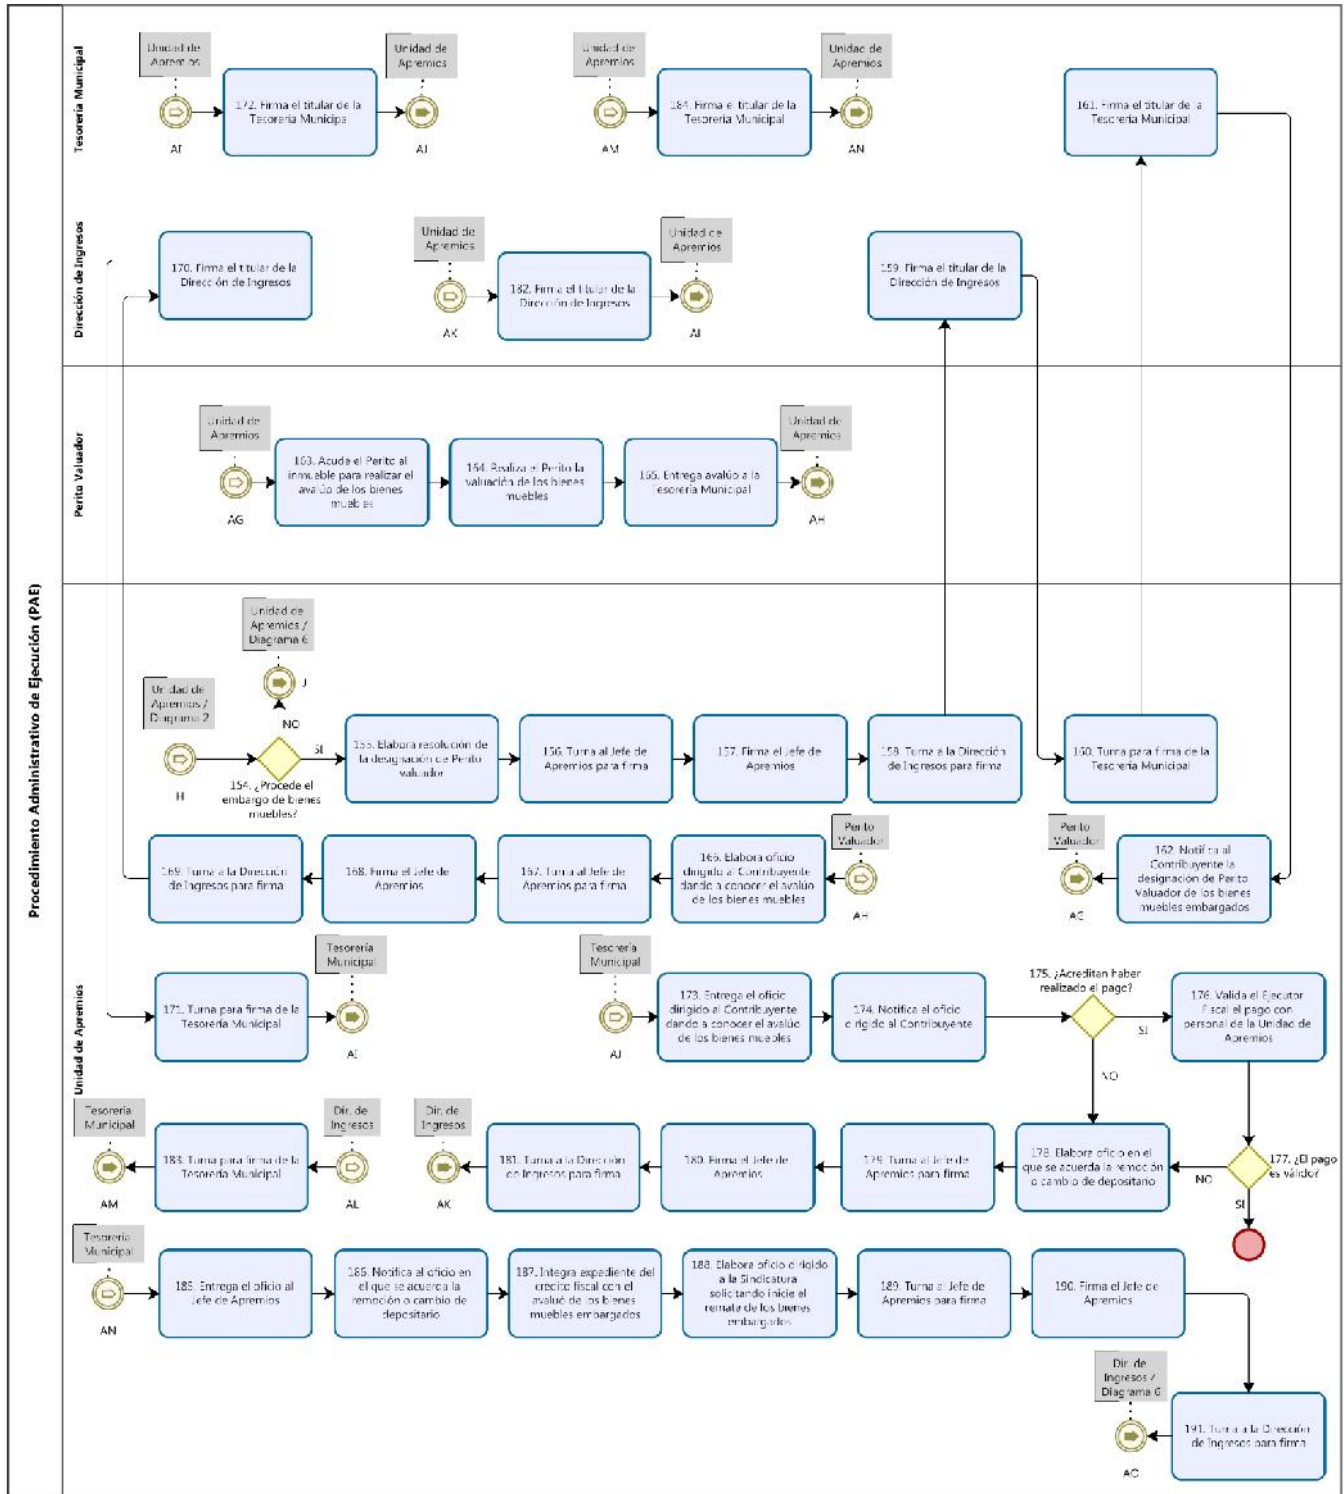 Procedimiento Administrativo de Ejecución (PAE)
Tesorería Municipal
Unidad de
Apremios
AI
172. Firma el titular de la
Tesorería Municipa
Unidad de
Apremios
AJ
Unidad de
Apremios
AM
184. Firma el titular de la
Tesorería Municipal
Unidad de
Apremios
AN
161. Firma el titular de la
Tesorería Municipal
Dirección de Ingresos
170. Firma el titular de la
Dirección de Ingresos
Unidad de
Apremios
AK
182. Firma el titular de la
Dirección de Ingresos
Unidad de
Apremios
159. Firma el titular de la
Dirección de Ingresos
Perito Valuador
Unidad de
Apremios
AG
163. Acude el Perito al
inmueble para realizar el
avalúo de los bienes
muebles
164. Realiza el Perito la
valuación de los bienes
muebles
165. Entrega avalúo a la
Tesorería Municipal
Unidad de
Apremios
AH
Unidad de Apremios
Unidad de
Apremios /
Diagrama 6
J
Unidad de
Apremios /
Diagrama 2
H
NO
SI
154. ¿Procede el
embargo de bienes
muebles?
155. Elabora resolución de
la designación de Perito
valuador
156. Turna al Jefe de
Apremios para firma
157. Firma el Jefe de
Apremios
158. Turna a la Dirección
de Ingresos para firma
160. Turna para firma de la
Tesorería Municipal
169. Turna a la Dirección
de Ingresos para firma
168. Firma el Jefe de
Apremios
167. Turna al Jefe de
Apremios para firma
166. Elabora oficio
dirigido al Contribuyente
dando a conocer el avalúo
de los bienes muebles
Perito
Valuador
AH
Perito
Valuador
AG
162. Notifica al
Contribuyente la
designación de Perito
Valuador de los bienes
muebles embargados
171. Turna para firma de la
Tesorería Municipal
Tesorería
Municipal
AI
Tesorería
Municipal
AJ
173. Entrega el oficio
dirigido al Contribuyente
dando a conocer el avalúo
de los bienes muebles
174. Notifica el oficio
dirigido al Contribuyente
175. ¿Acreditan haber
realizado el pago?
SI
NO
176. Valida el Ejecutor
Fiscal el pago con
personal de la Unidad de
Apremios
Tesorería
Municipal
AM
183. Turna para firma de la
Tesorería Municipal
Dir. de
Ingresos
AL
Dir. de
Ingresos
AK
181. Turna a la Dirección
de Ingresos para firma
180. Firma el Jefe de
Apremios
179. Turna al Jefe de
Apremios para firma
178. Elabora oficio en el
que se acuerda la remoción
o cambio de depositario
NO
177. ¿El pago
es válido?
SI
Tesorería
Municipal
AN
185. Entrega el oficio al
Jefe de Apremios
186. Notifica el oficio en
el que se acuerda la
remoción o cambio de
depositario
187. Integra expediente del
crédito fiscal con el
avaluó de los bienes
muebles embargados
188. Elabora oficio dirigido
a la Sindicatura
solicitando inicie el
remate de los bienes
embargados
189. Turna al Jefe de
Apremios para firma
190. Firma el Jefe de
Apremios
Dir. de
Ingresos /
Diagrama 6
AO
191. Turna a la Dirección
de Ingresos para firma